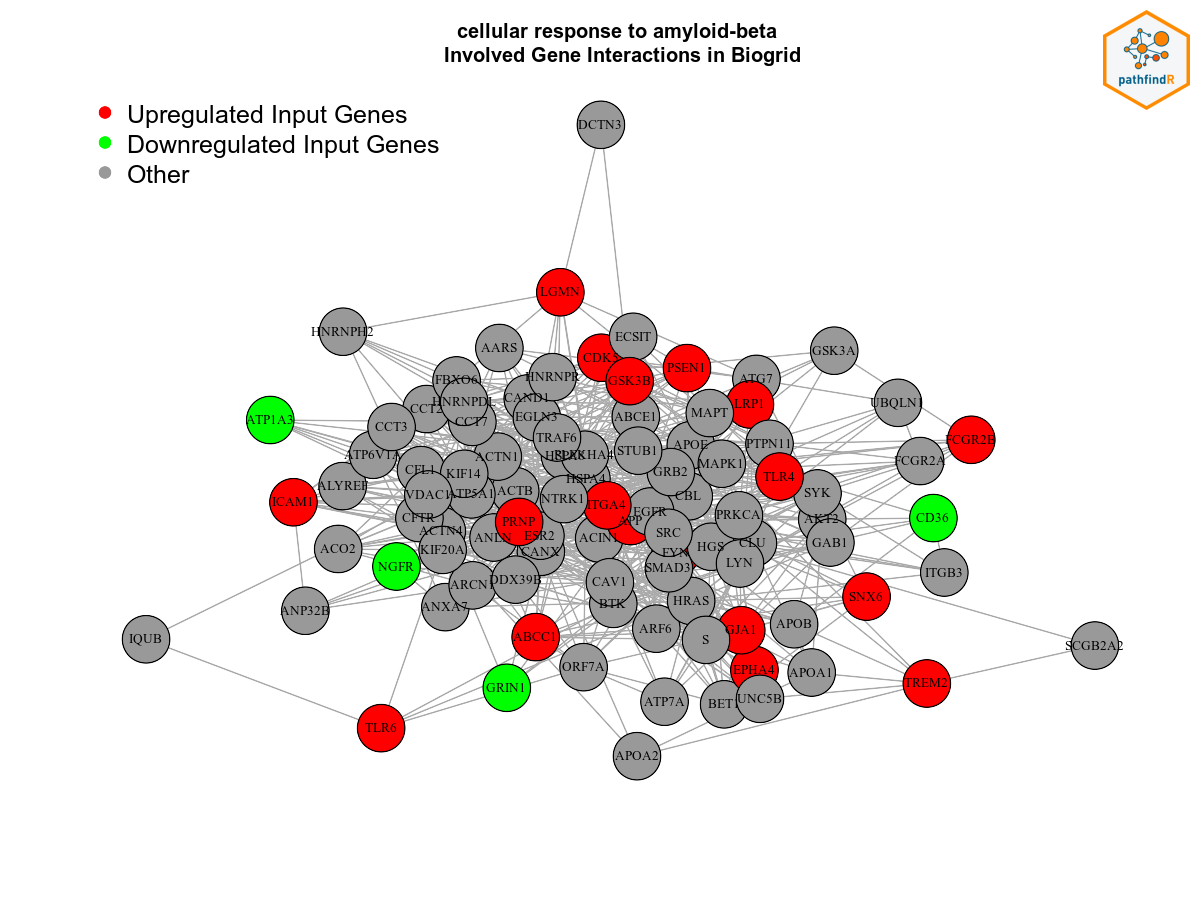 cellular response to amyloid-beta
Involved Gene Interactions in Biogrid
pathfindR
Upregulated Input Genes
Downregulated Input Genes
Other
DCTN3
LGMN
HNRNPH2
ECSIT
AARS
CDK5
GSK3A
PSEN1
HNRNPR
FBXO6
GSK3B
ATG7
CAND1
HNRNPDL
UBQLN1
LRP1
CCT2
MAPT
EGLN3
ABCE1
ATP1A3
CCT7
CCT3
TRAF6
FCGR2B
PTPN11
APOE
STUB1
ACTN1
FCGR2A
MAPK1
CFL1
KIF14
GRB2
TLR4
HSPA4
ALYREF
ACTB
SYK
VDAC1
ATP5A1
CBL
NTRK1
ICAM1
ITGA4
EGFR
PRKCA
CFTR
CD36
AKT2
PRNP
APP
ACTN4
SRC
ESR2
ANLN
ACIN1
GAB1
CLU
HGS
ACO2
KIF20A
CANX
FYN
LYN
NGFR
SMAD3
ITGB3
DDX39B
CAV1
ARCN1
SNX6
HRAS
BTK
ANXA7
ANP32B
APOB
ARF6
GJA1
ABCC1
IQUB
S
SCGB2A2
ORF7A
EPHA4
APOA1
TREM2
GRIN1
UNC5B
ATP7A
TLR6
APOA2